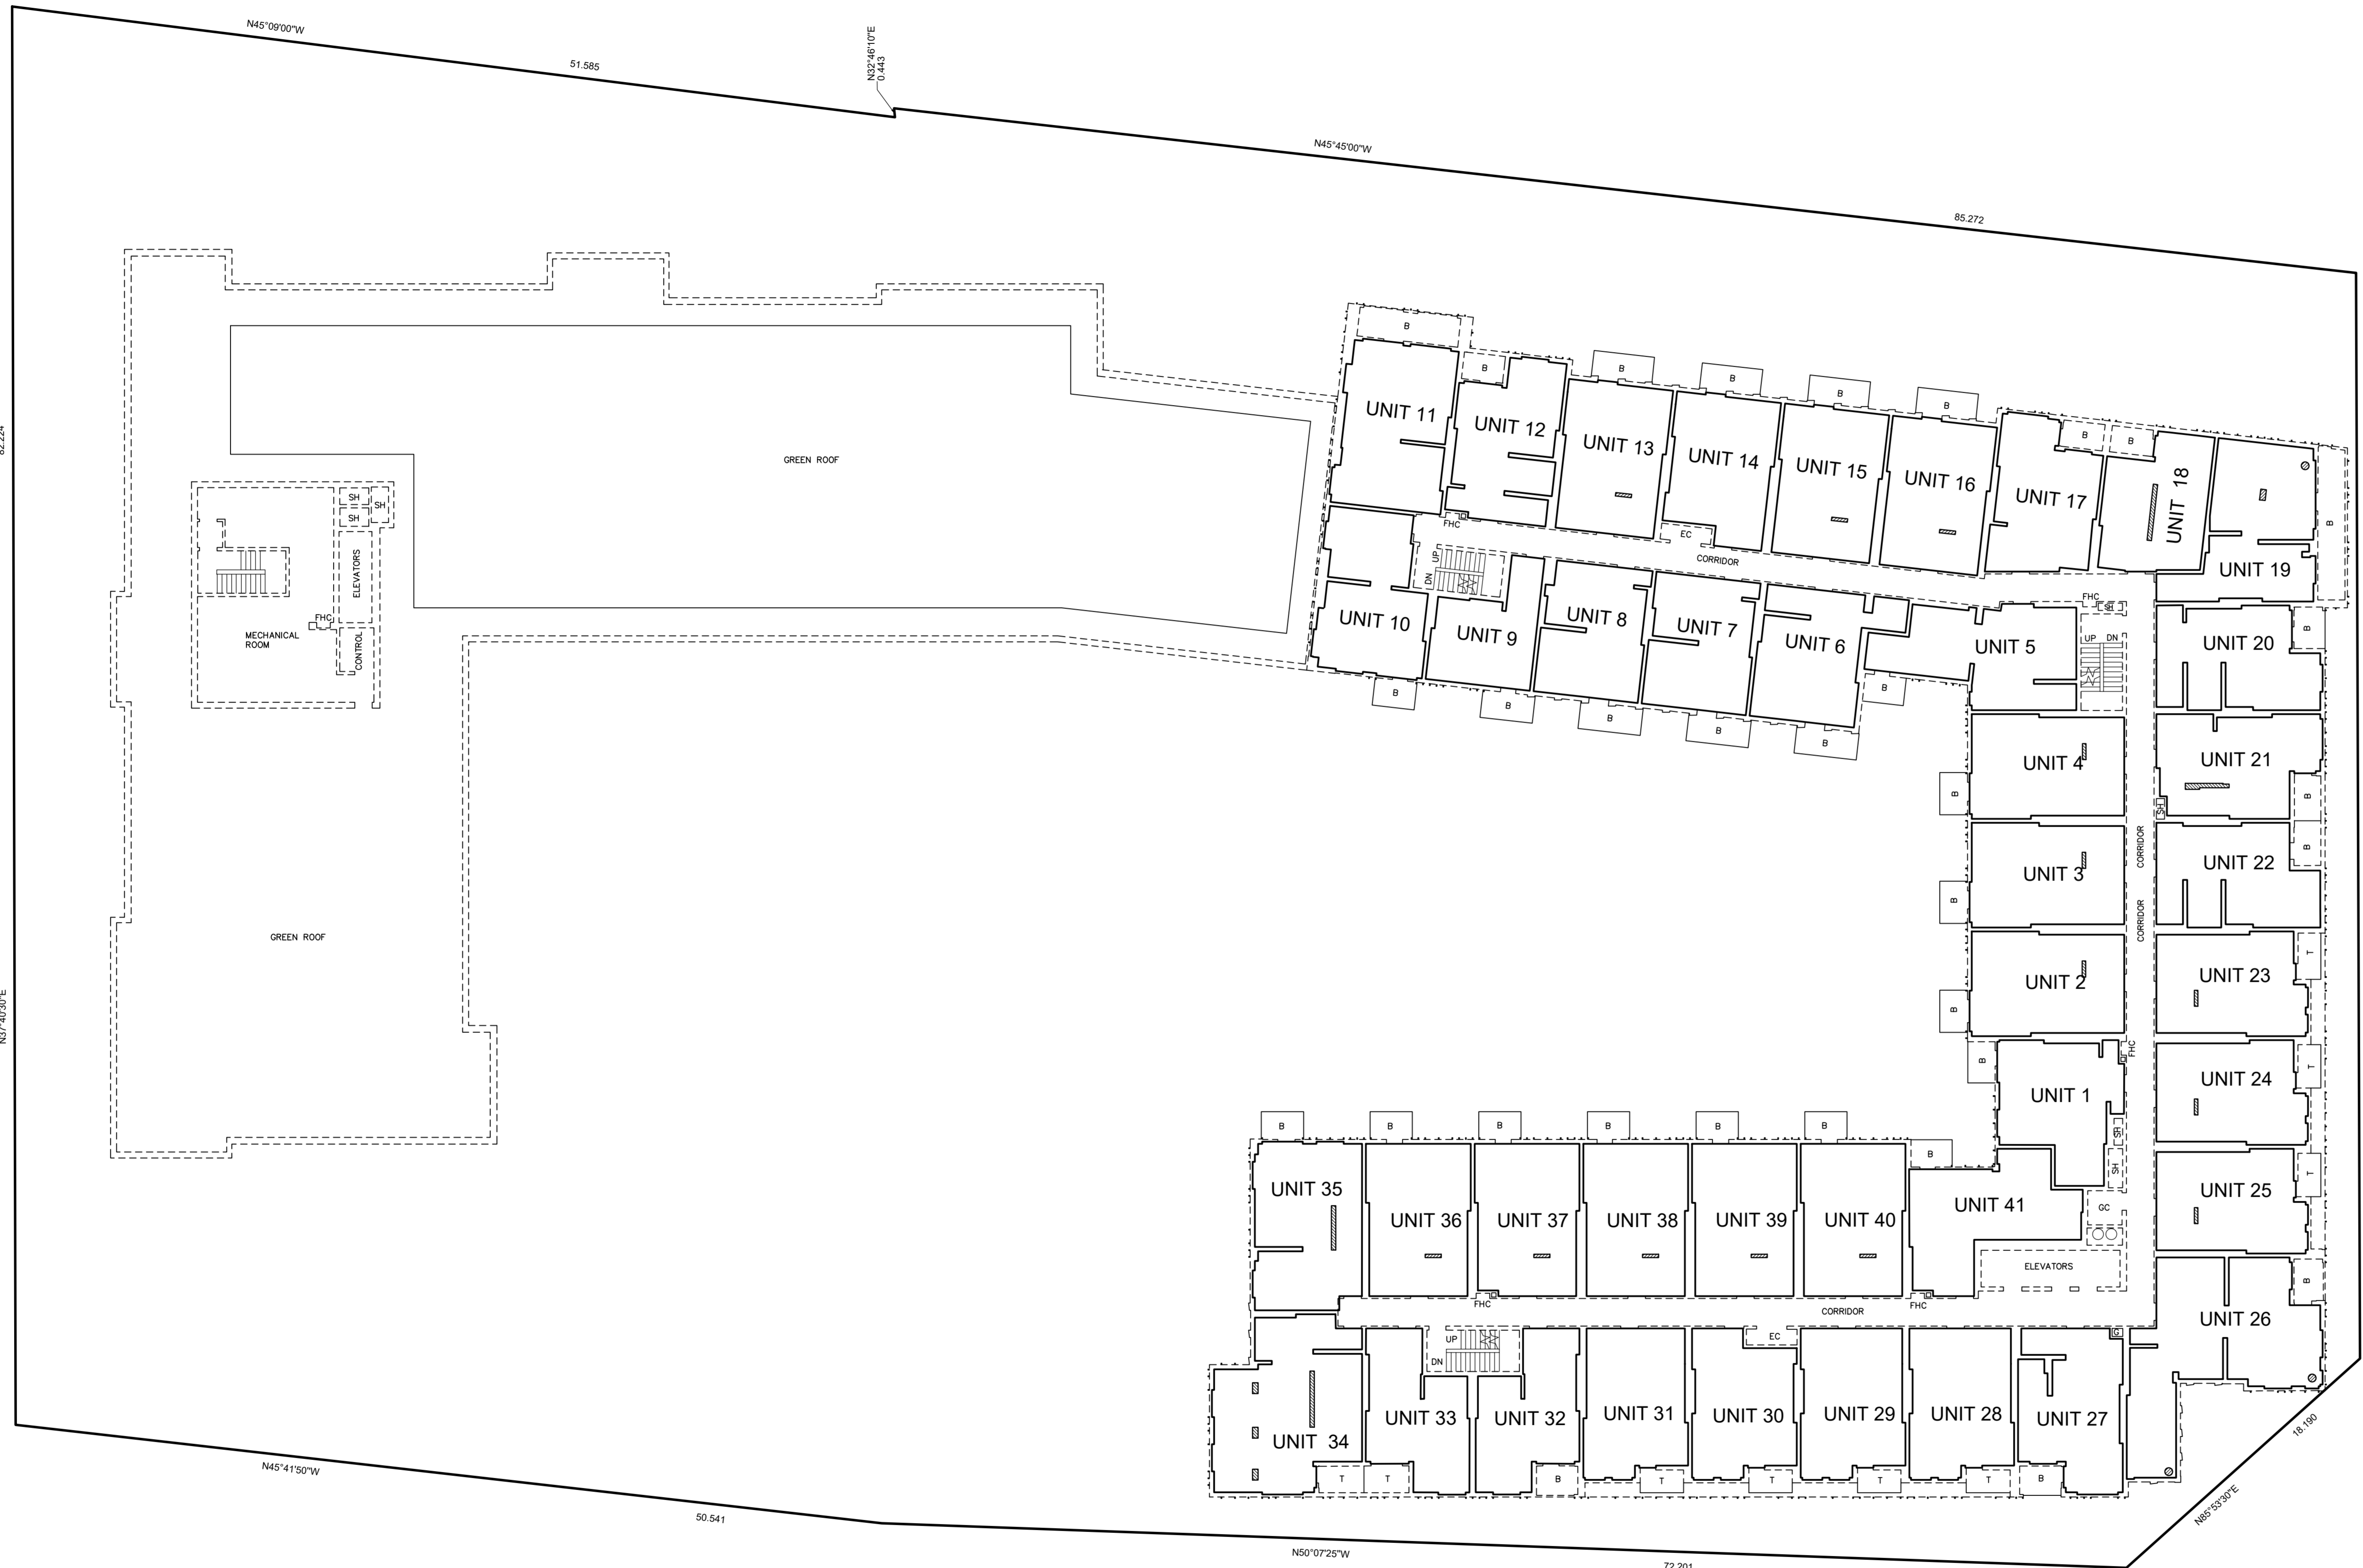 N45°09'00"W
51.585
N32°46'10"E
0.443
N45°45'00"W
85.272
82.224
N37°40'30"E
GREEN ROOF
SH
SH
SH
ELEVATORS
FHC
MECHANICAL
ROOM
CONTROL
GREEN ROOF
B
UNIT 11
B
UNIT 12
B
UNIT 13
B
UNIT 14
B
UNIT 15
B
UNIT 16
B
UNIT 17
B
UNIT 18
B
UNIT 19
FHC
EC
CORRIDOR
UP
DN
UNIT 10
B
UNIT 9
B
UNIT 8
B
UNIT 7
B
UNIT 6
B
UNIT 5
B
FHC
SH
UP DN
UNIT 20
B
UNIT 4
B
UNIT 21
B
SH
CORRIDOR
UNIT 3
B
UNIT 22
B
CORRIDOR
UNIT 2
B
UNIT 23
T
FHC
UNIT 1
B
UNIT 24
T
SH
SH
GC
UNIT 25
T
ELEVATORS
B
UNIT 35
B
UNIT 36
B
UNIT 37
B
UNIT 38
B
UNIT 39
B
UNIT 40
B
UNIT 41
UNIT 26
B
FHC
CORRIDOR
FHC
UP
DN
EC
G
UNIT 34
UNIT 33
UNIT 32
UNIT 31
UNIT 30
UNIT 29
UNIT 28
UNIT 27
T
T
B
T
T
T
T
B
18.190
N85°53'30"E
N45°41'50"W
50.541
N50°07'25"W
72.201